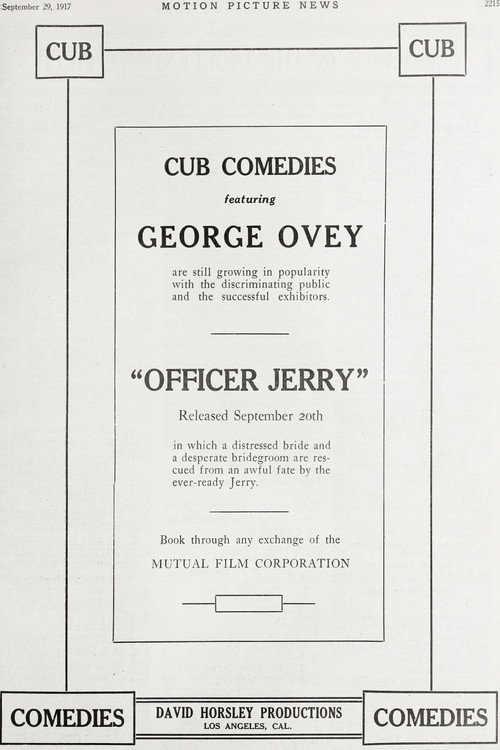 September 29, 1917 MOTION PICTURE NEWS 2215
CUB CUB
CUB COMEDIES
featuring
GEORGE OVEY
are still growing in popularity
with the discriminating public
and the successful exhibitors.
"OFFICER JERRY"
Released September 20th
in which a distressed bride and
a desperate bridegroom are res-
cued from an awful fate by the
ever-ready Jerry.
Book through any exchange of the
MUTUAL FILM CORPORATION
COMEDIES DAVID HORSLEY PRODUCTIONS COMEDIES
LOS ANGELES, CAL.